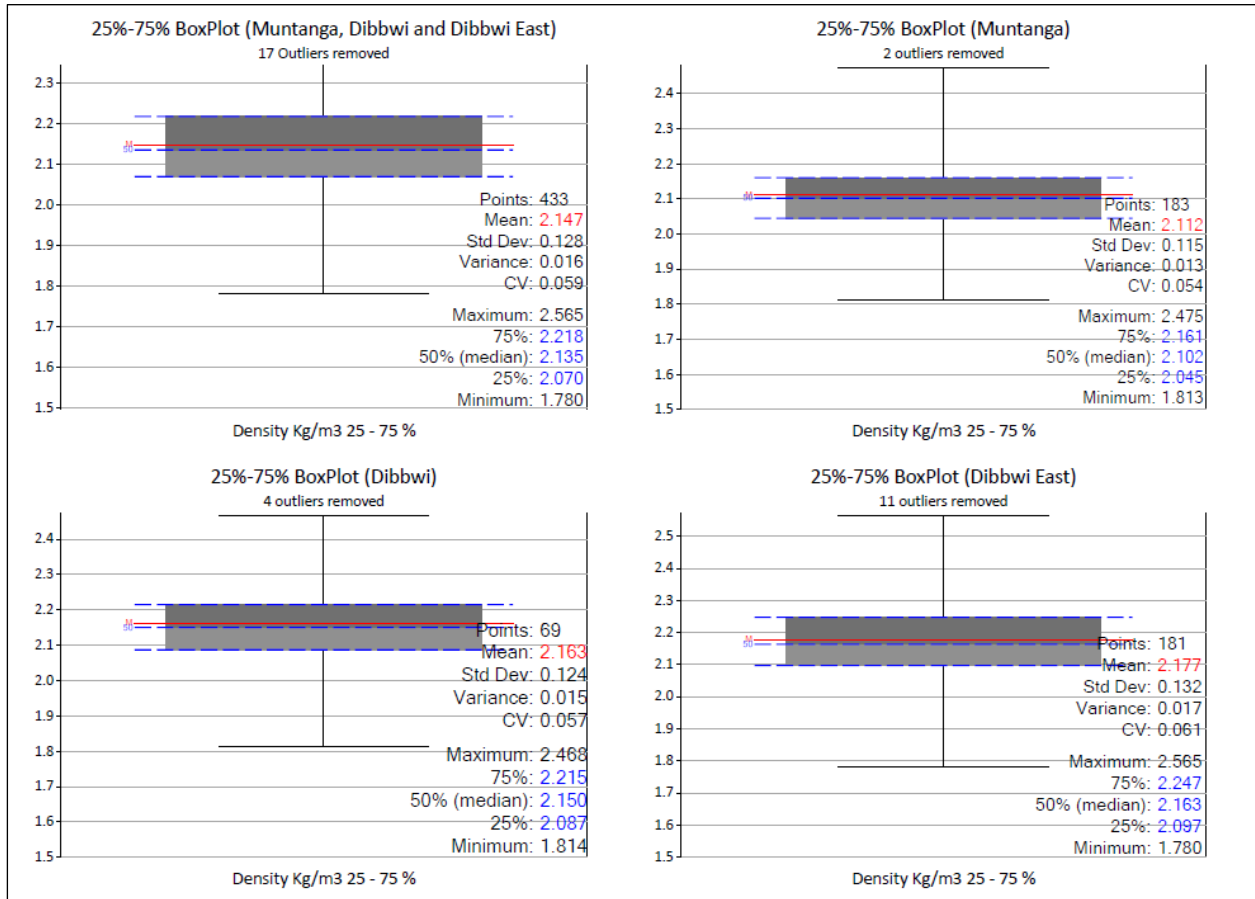 25%-75% BoxPlot (Muntanga, Dibbwi and Dibbwi East)
17 Outliers removed
2.3
2.2
2.1
2.0
1.9
1.8
1.7
1.6
1.5
M
50
Points: 433
Mean: 2.147
Std Dev: 0.128
Variance: 0.016
CV: 0.059
Maximum: 2.565
75%: 2.218
50% (median): 2.135
25%: 2.070
Minimum: 1.780
Density Kg/m3 25 - 75 %
25%-75% BoxPlot (Muntanga)
2 outliers removed
2.4
2.3
2.2
2.1
2.0
1.9
1.8
1.7
1.6
1.5
M
50
Points: 183
Mean: 2.112
Std Dev: 0.115
Variance: 0.013
CV: 0.054
Maximum: 2.475
75%: 2.161
50% (median): 2.102
25%: 2.045
Minimum: 1.813
Density Kg/m3 25 - 75 %
25%-75% BoxPlot (Dibbwi)
4 outliers removed
2.4
2.3
2.2
2.1
2.0
1.9
1.8
1.7
1.6
1.5
M
50
Points: 69
Mean: 2.163
Std Dev: 0.124
Variance: 0.015
CV: 0.057
Maximum: 2.468
75%: 2.215
50% (median): 2.150
25%: 2.087
Minimum: 1.814
Density Kg/m3 25 - 75 %
25%-75% BoxPlot (Dibbwi East)
11 outliers removed
2.5
2.4
2.3
2.2
2.1
2.0
1.9
1.8
1.7
1.6
1.5
M
50
Points: 181
Mean: 2.177
Std Dev: 0.132
Variance: 0.017
CV: 0.061
Maximum: 2.565
75%: 2.247
50% (median): 2.163
25%: 2.097
Minimum: 1.780
Density Kg/m3 25 - 75 %